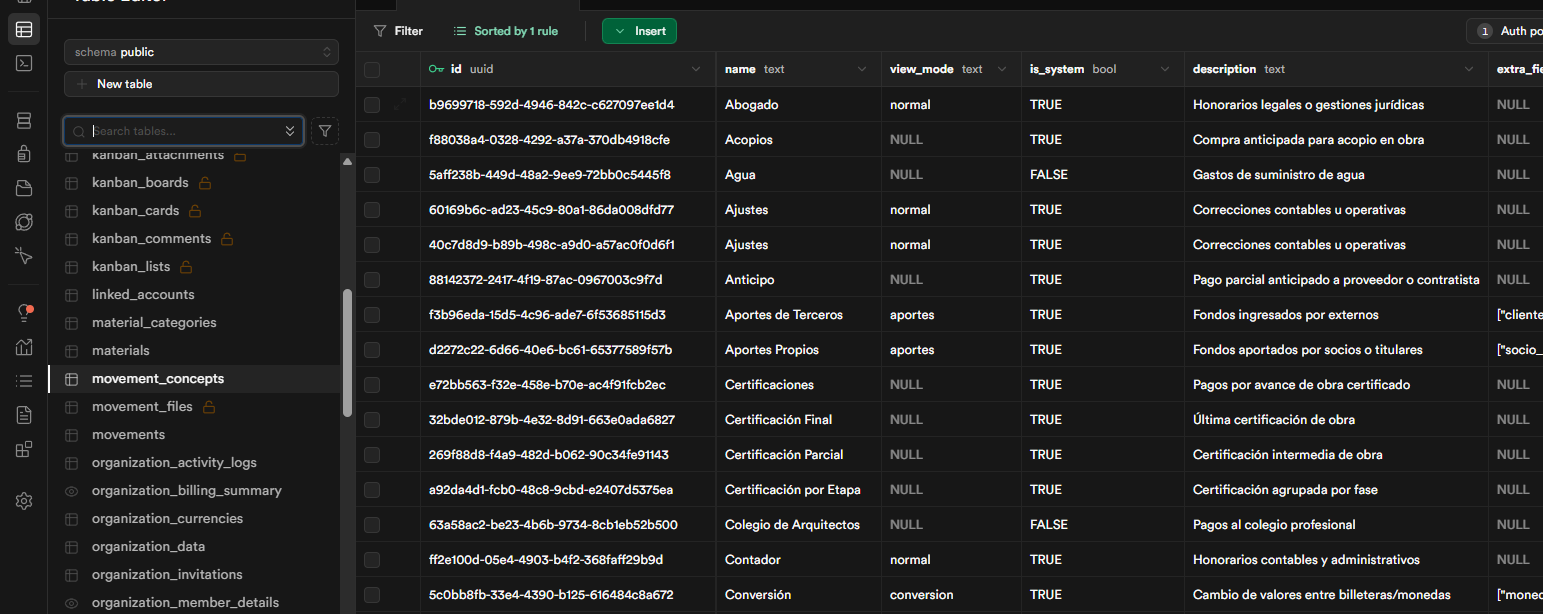 schema public
New table
Search tables...
kanban_attachments
kanban_boards
kanban_cards
kanban_comments
kanban_lists
linked_accounts
material_categories
materials
movement_concepts
movement_files
movements
organization_activity_logs
organization_billing_summary
organization_currencies
organization_data
organization_invitations
organization_member_details
Filter Sorted by 1 rule Insert 1 Auth po
id uuid name text view_mode text is_system bool description text extra_fie
b9699718-592d-4946-842c-c627097ee1d4 Abogado normal TRUE Honorarios legales o gestiones jurídicas NULL
f88038a4-0328-4292-a37a-370db4918cfe Acopios NULL TRUE Compra anticipada para acopio en obra NULL
5aff238b-449d-48a2-9ee9-72bb0c5445f8 Agua NULL FALSE Gastos de suministro de agua NULL
60169b6c-ad23-45c9-80a1-86da008dfd77 Ajustes normal TRUE Correcciones contables u operativas NULL
40c7d8d9-b89b-498c-a9d0-a57ac0f0d6f1 Ajustes normal TRUE Correcciones contables u operativas NULL
88142372-2417-4f19-87ac-0967003c9f7d Anticipo NULL TRUE Pago parcial anticipado a proveedor o contratista NULL
f3b96eda-15d5-4c96-ade7-6f53685115d3 Aportes de Terceros aportes TRUE Fondos ingresados por externos ["cliente
d2272c22-6d66-40e6-bc61-65377589f57b Aportes Propios aportes TRUE Fondos aportados por socios o titulares ["socio_
e72bb563-f32e-458e-b70e-ac4f91fcb2ec Certificaciones NULL TRUE Pagos por avance de obra certificado NULL
32bde012-879b-4e32-8d91-663e0ada6827 Certificación Final NULL TRUE Última certificación de obra NULL
269f88d8-f4a9-482d-b062-90c34fe91143 Certificación Parcial NULL TRUE Certificación intermedia de obra NULL
a92da4d1-fcb0-48c8-9cbd-e2407d5375ea Certificación por Etapa NULL TRUE Certificación agrupada por fase NULL
63a58ac2-be23-4b6b-9734-8cb1eb52b500 Colegio de Arquitectos NULL FALSE Pagos al colegio profesional NULL
ff2e100d-05e4-4903-b4f2-368faff29b9d Contador normal TRUE Honorarios contables y administrativos NULL
5c0bb8fb-33e4-4390-b125-616484c8a672 Conversión conversion TRUE Cambio de valores entre billeteras/monedas ["moned